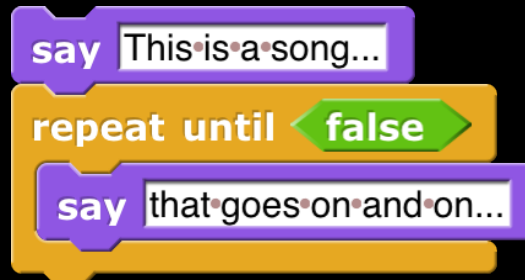 say This is a song...
repeat until false
say that goes on and on...